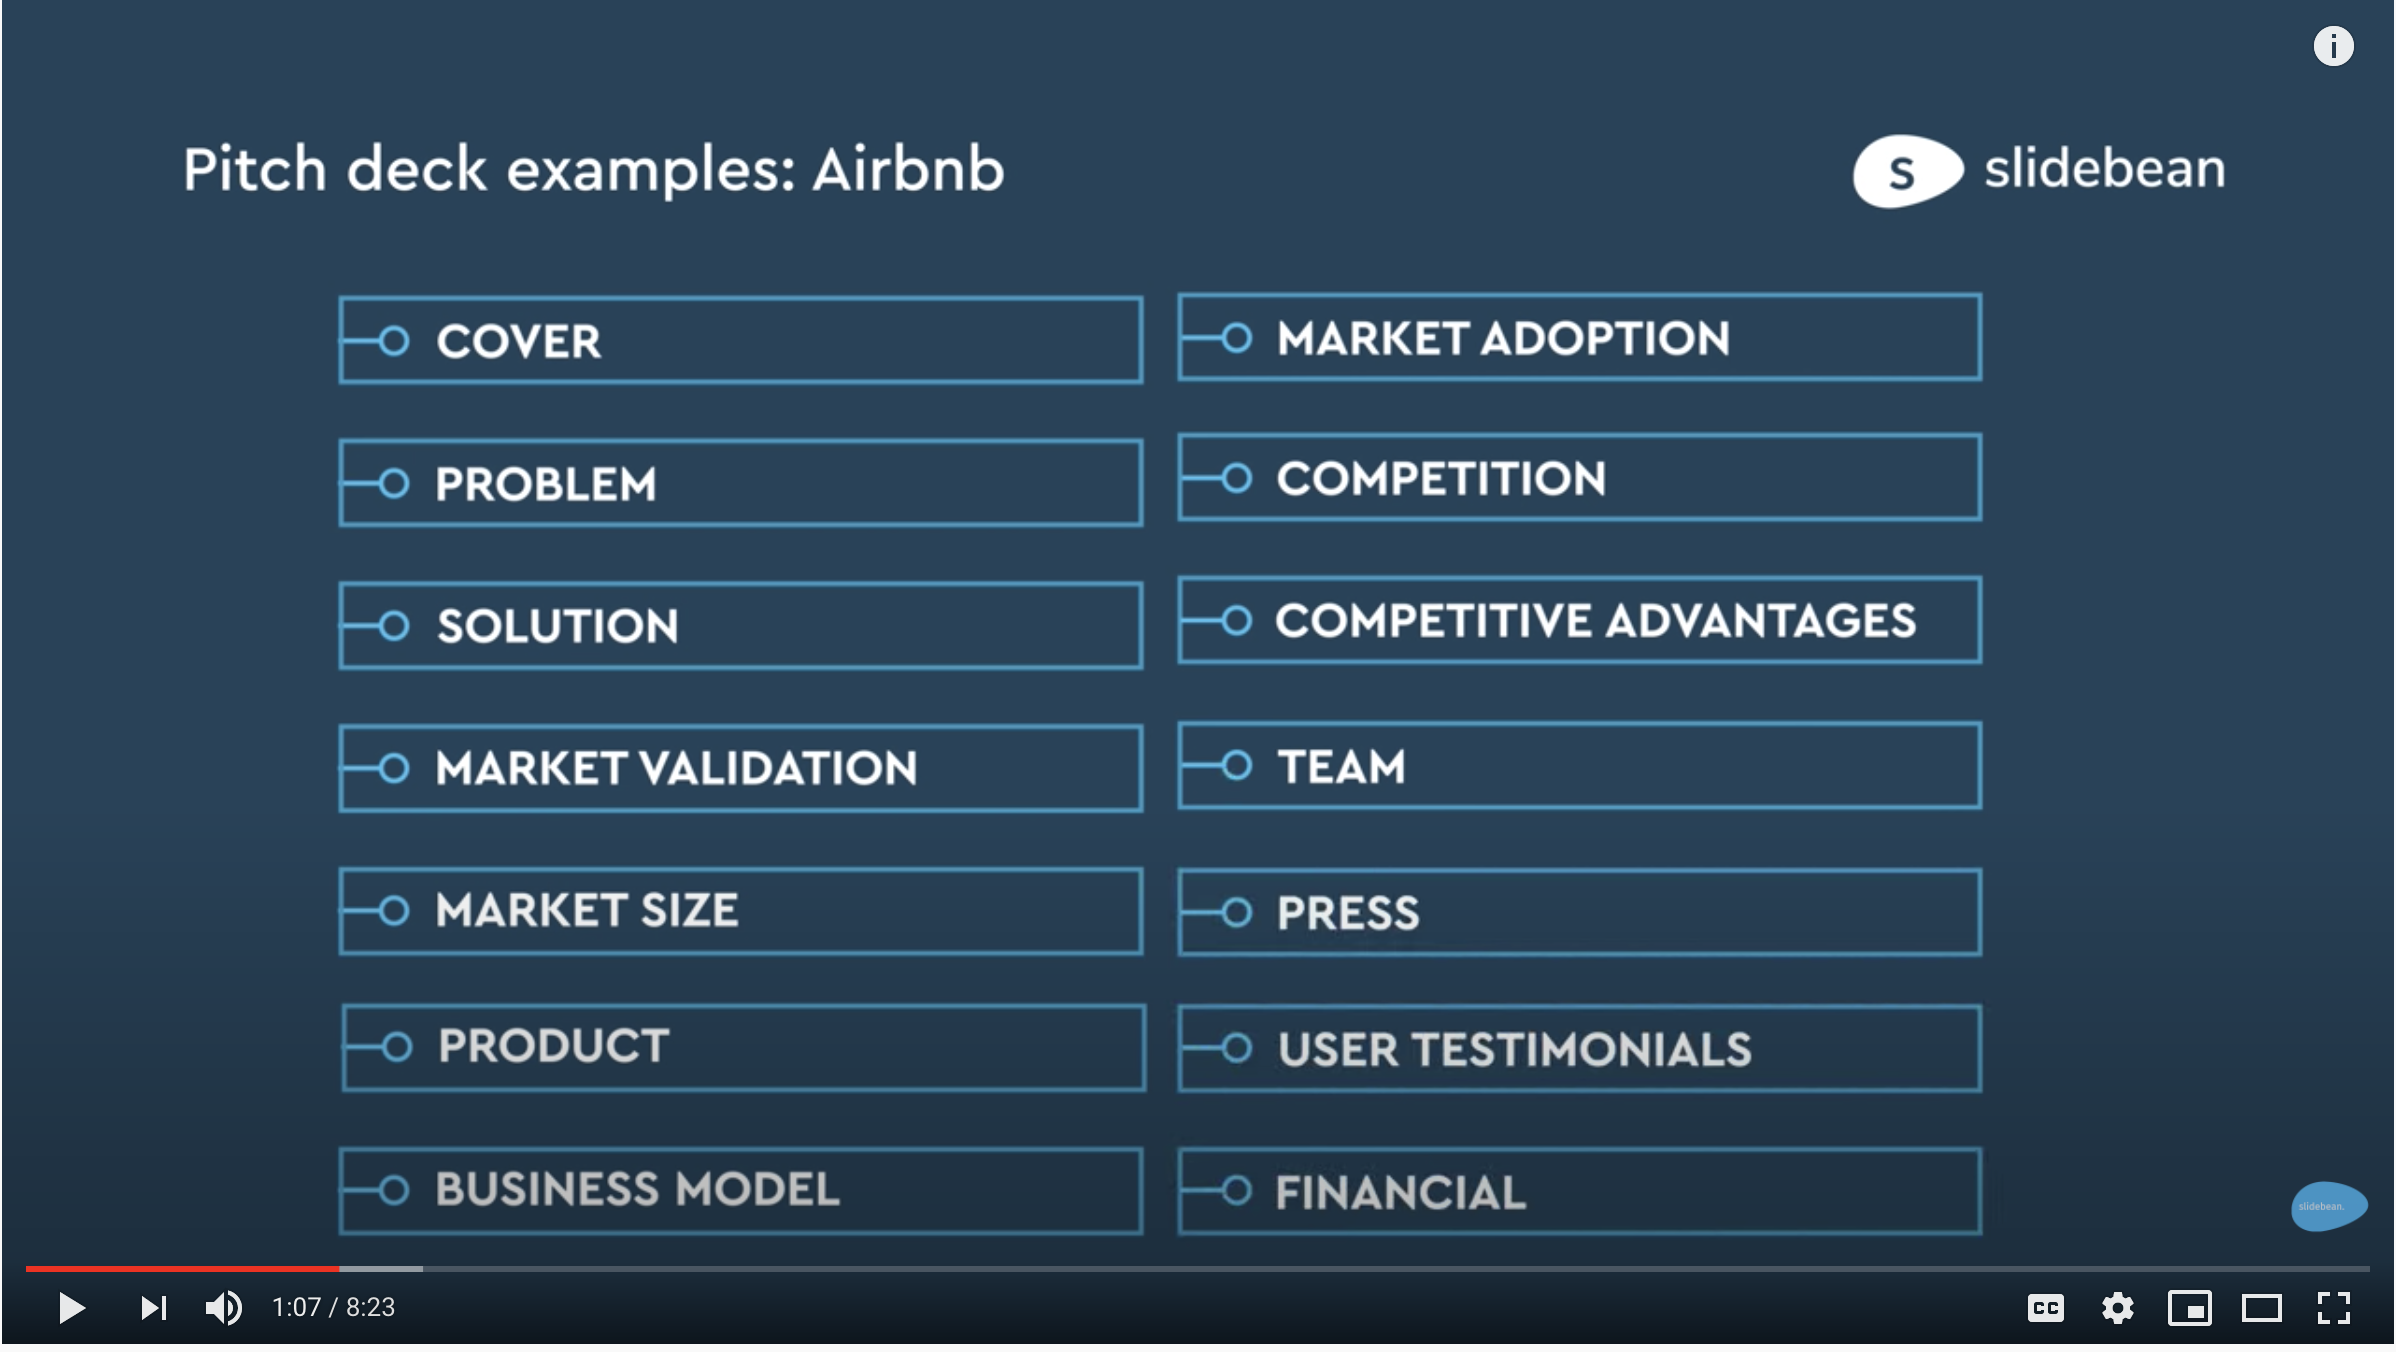 Pitch deck examples: Airbnb
S slidebean
COVER
PROBLEM
SOLUTION
MARKET VALIDATION
MARKET SIZE
PRODUCT
BUSINESS MODEL
MARKET ADOPTION
COMPETITION
COMPETITIVE ADVANTAGES
TEAM
PRESS
USER TESTIMONIALS
FINANCIAL
slidebean.
1:07 / 8:23
CC